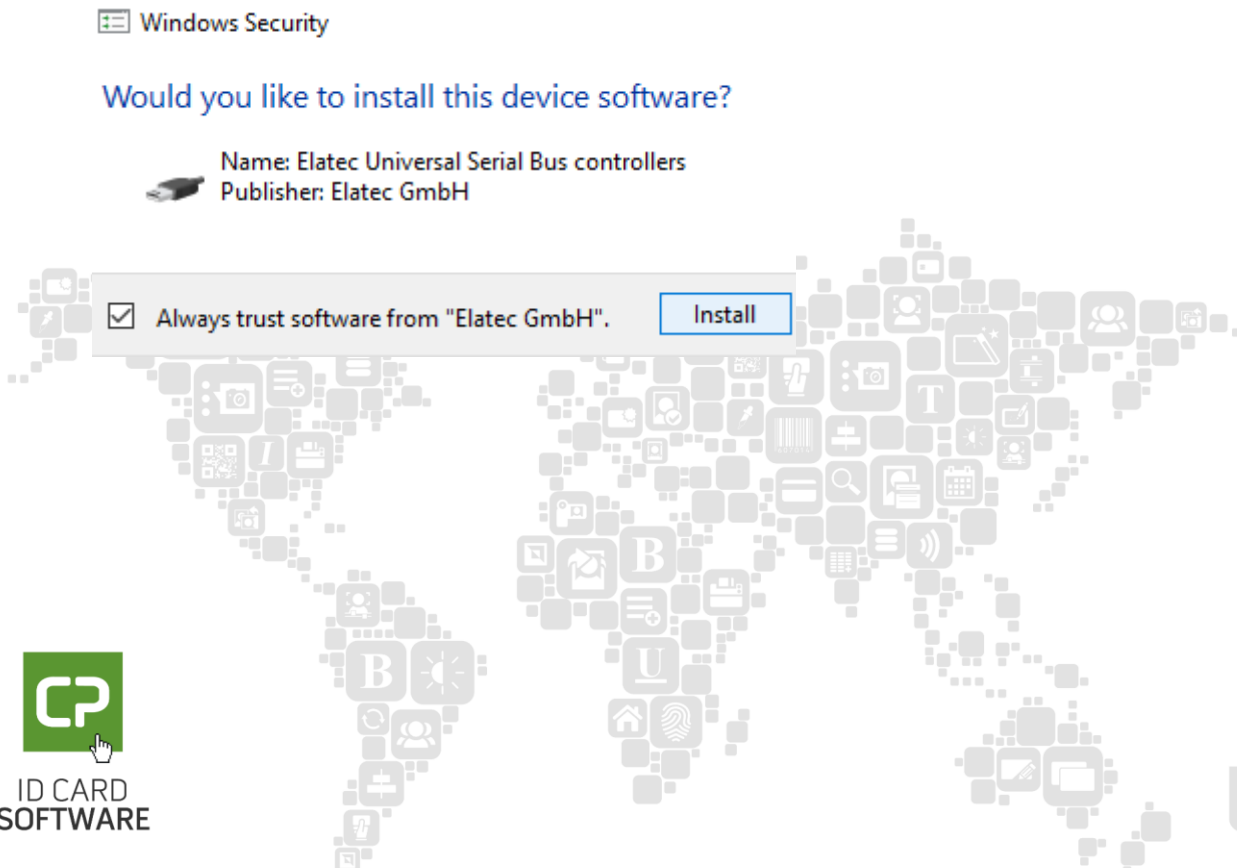 Windows Security
Would you like to install this device software?
Name: Elatec Universal Serial Bus controllers
Publisher: Elatec GmbH
Always trust software from "Elatec GmbH".
Install
T
I
B
B
U
CP
ID CARD
SOFTWARE